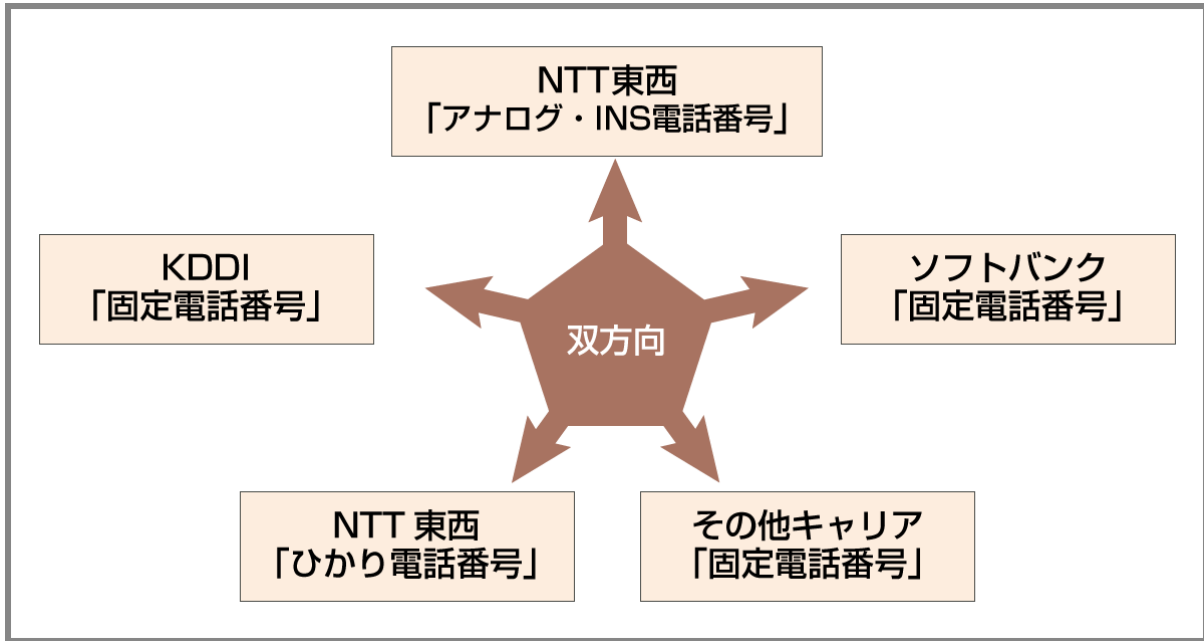 NTT東西
「アナログ・INS電話番号」
KDDI
「固定電話番号」
ソフトバンク
「固定電話番号」
双方向
NTT 東西
「ひかり電話番号」
その他キャリア
「固定電話番号」